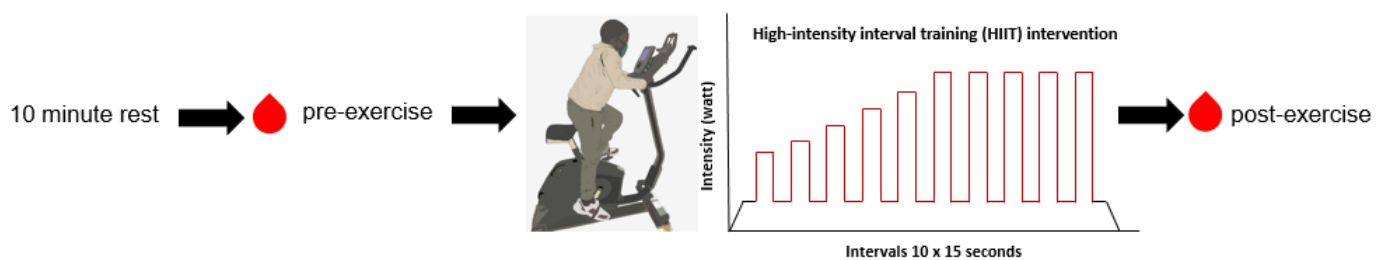 10 minute rest
pre-exercise
High-intensity interval training (HIIT) intervention
Intensity (watt)
Intervals 10 x 15 seconds
post-exercise